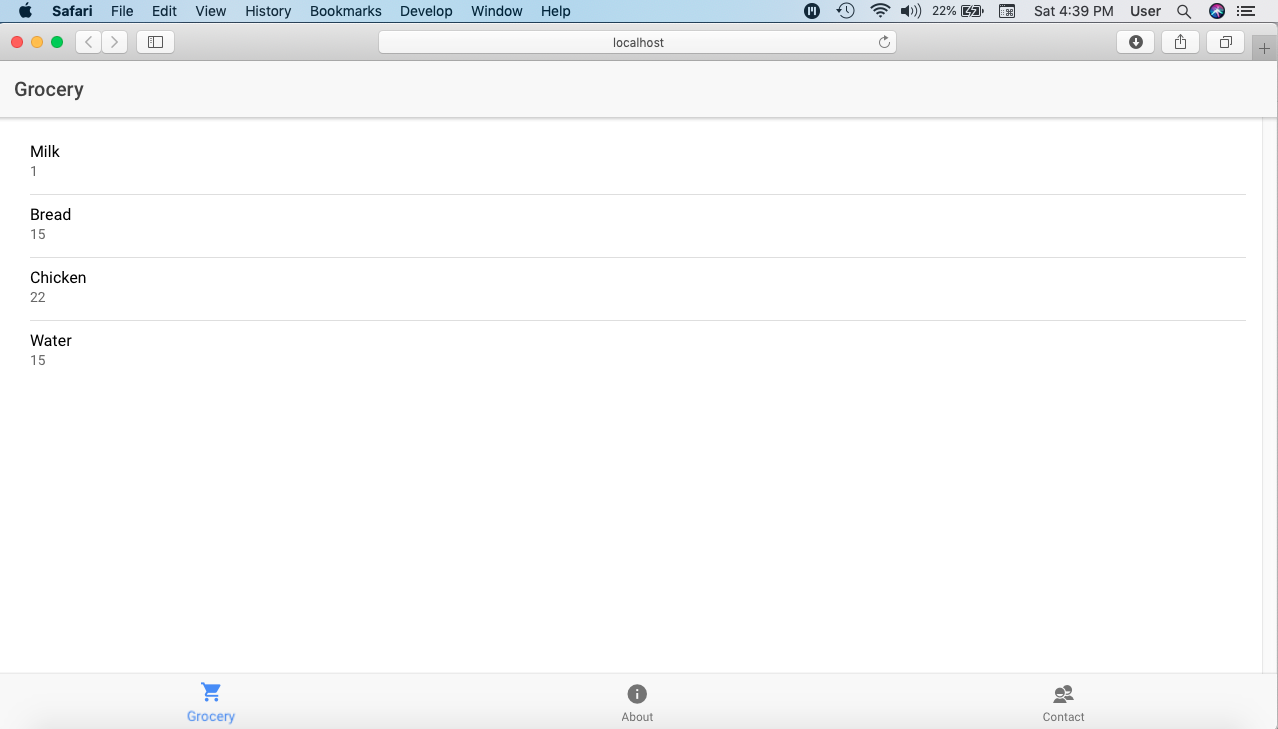 Safari File Edit View History Bookmarks Develop Window Help 22% Sat 4:39 PM User
localhost
Grocery
Milk
1
Bread
15
Chicken
22
Water
15
Grocery About Contact